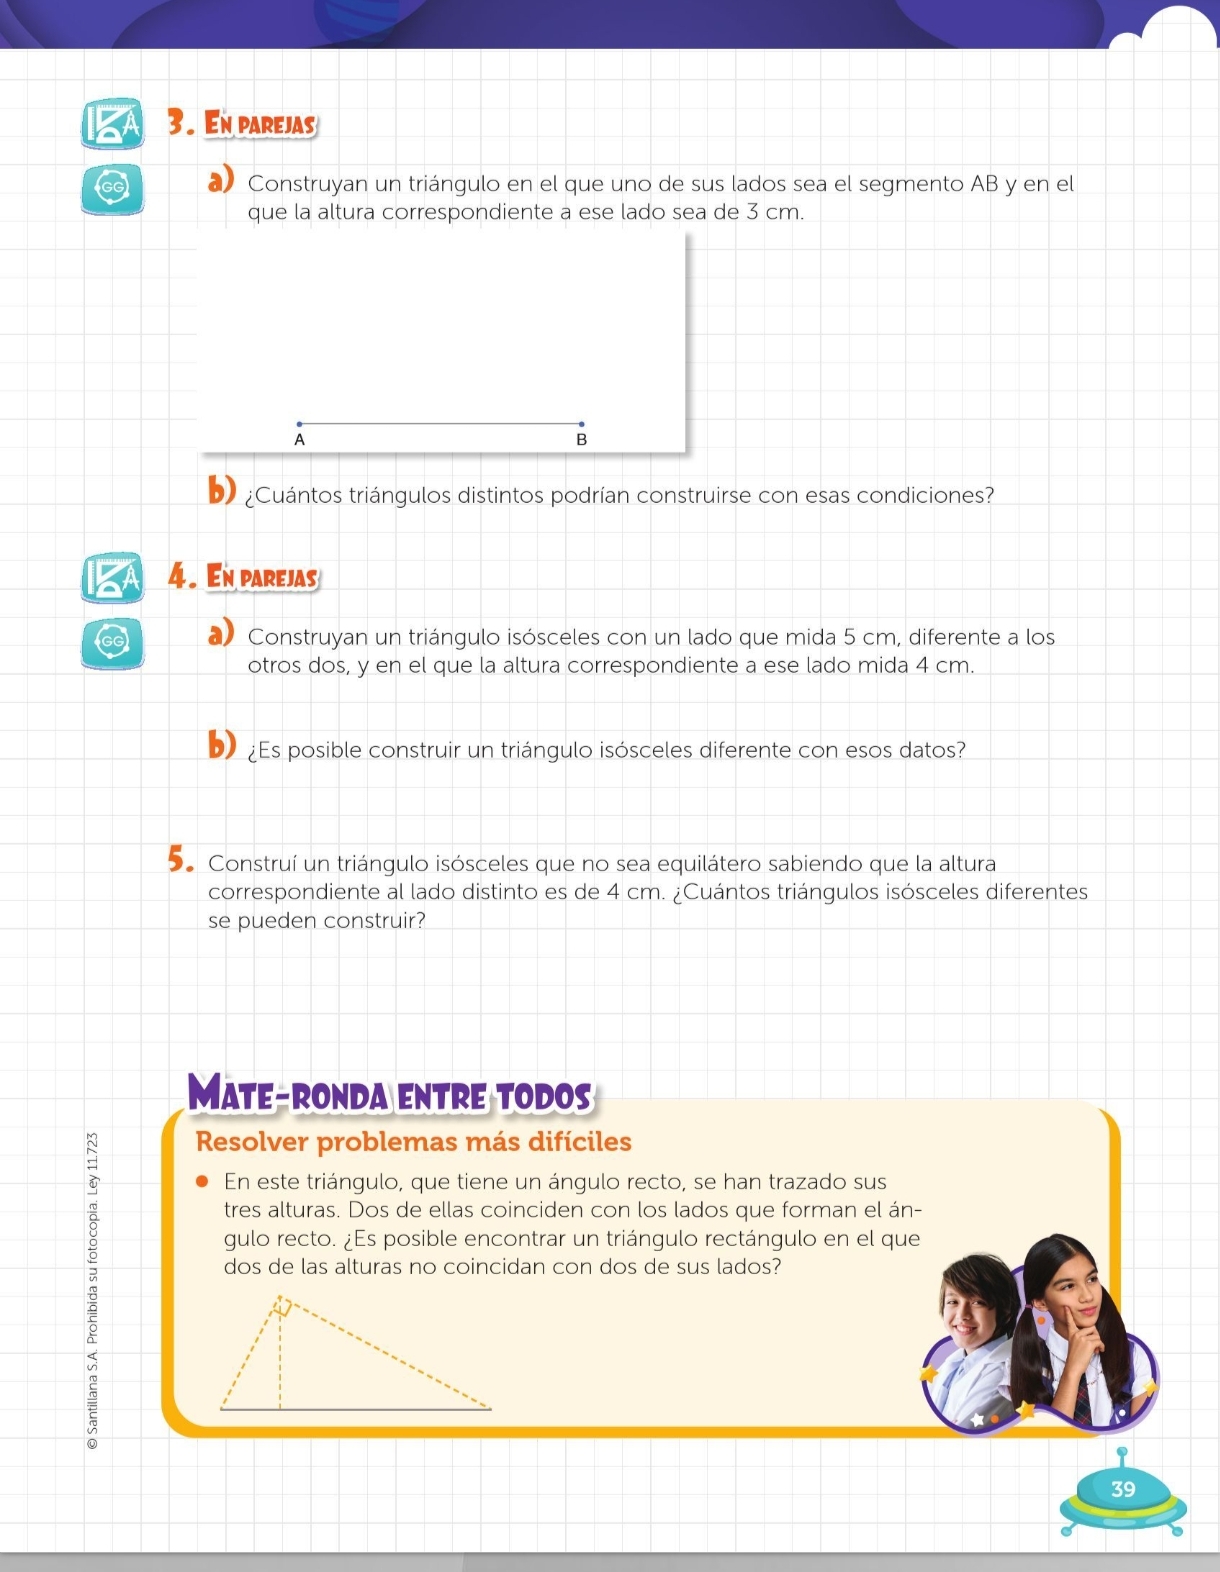 3. En parejas
GG
a) Construyan un triángulo en el que uno de sus lados sea el segmento AB y en el
que la altura correspondiente a ese lado sea de 3 cm.
A B
b) ¿Cuántos triángulos distintos podrían construirse con esas condiciones?
4. En parejas
GG
a) Construyan un triángulo isósceles con un lado que mida 5 cm, diferente a los
otros dos, y en el que la altura correspondiente a ese lado mida 4 cm.
b) ¿Es posible construir un triángulo isósceles diferente con esos datos?
5. Construí un triángulo isósceles que no sea equilátero sabiendo que la altura
correspondiente al lado distinto es de 4 cm. ¿Cuántos triángulos isósceles diferentes
se pueden construir?
Mate-ronda entre todos
Resolver problemas más difíciles
• En este triángulo, que tiene un ángulo recto, se han trazado sus
tres alturas. Dos de ellas coinciden con los lados que forman el án-
gulo recto. ¿Es posible encontrar un triángulo rectángulo en el que
dos de las alturas no coincidan con dos de sus lados?
© Santillana S.A. Prohibida su fotocopia. Ley 11.723
39